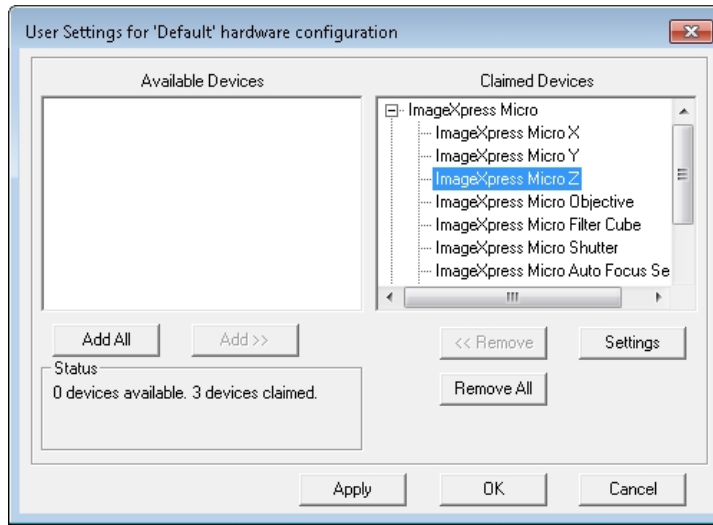 User Settings for 'Default' hardware configuration
Available Devices
Claimed Devices
ImageXpress Micro
ImageXpress Micro X
ImageXpress Micro Y
ImageXpress Micro Z
ImageXpress Micro Objective
ImageXpress Micro Filter Cube
ImageXpress Micro Shutter
ImageXpress Micro Auto Focus Se
Add All
Add >>
<< Remove
Settings
Status
0 devices available. 3 devices claimed.
Remove All
Apply
OK
Cancel